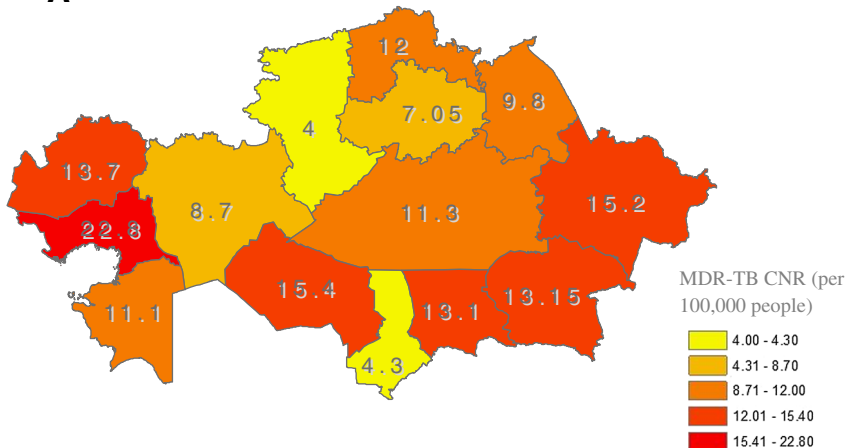 12
7.05
9.8
4
13.7
15.2
8.7
11.3
22.8
15.4
13.15
11.1
13.1
4.3
MDR-TB CNR (per
100,000 people)
4.00 - 4.30
4.31 - 8.70
8.71 - 12.00
12.01 - 15.40
15.41 - 22.80